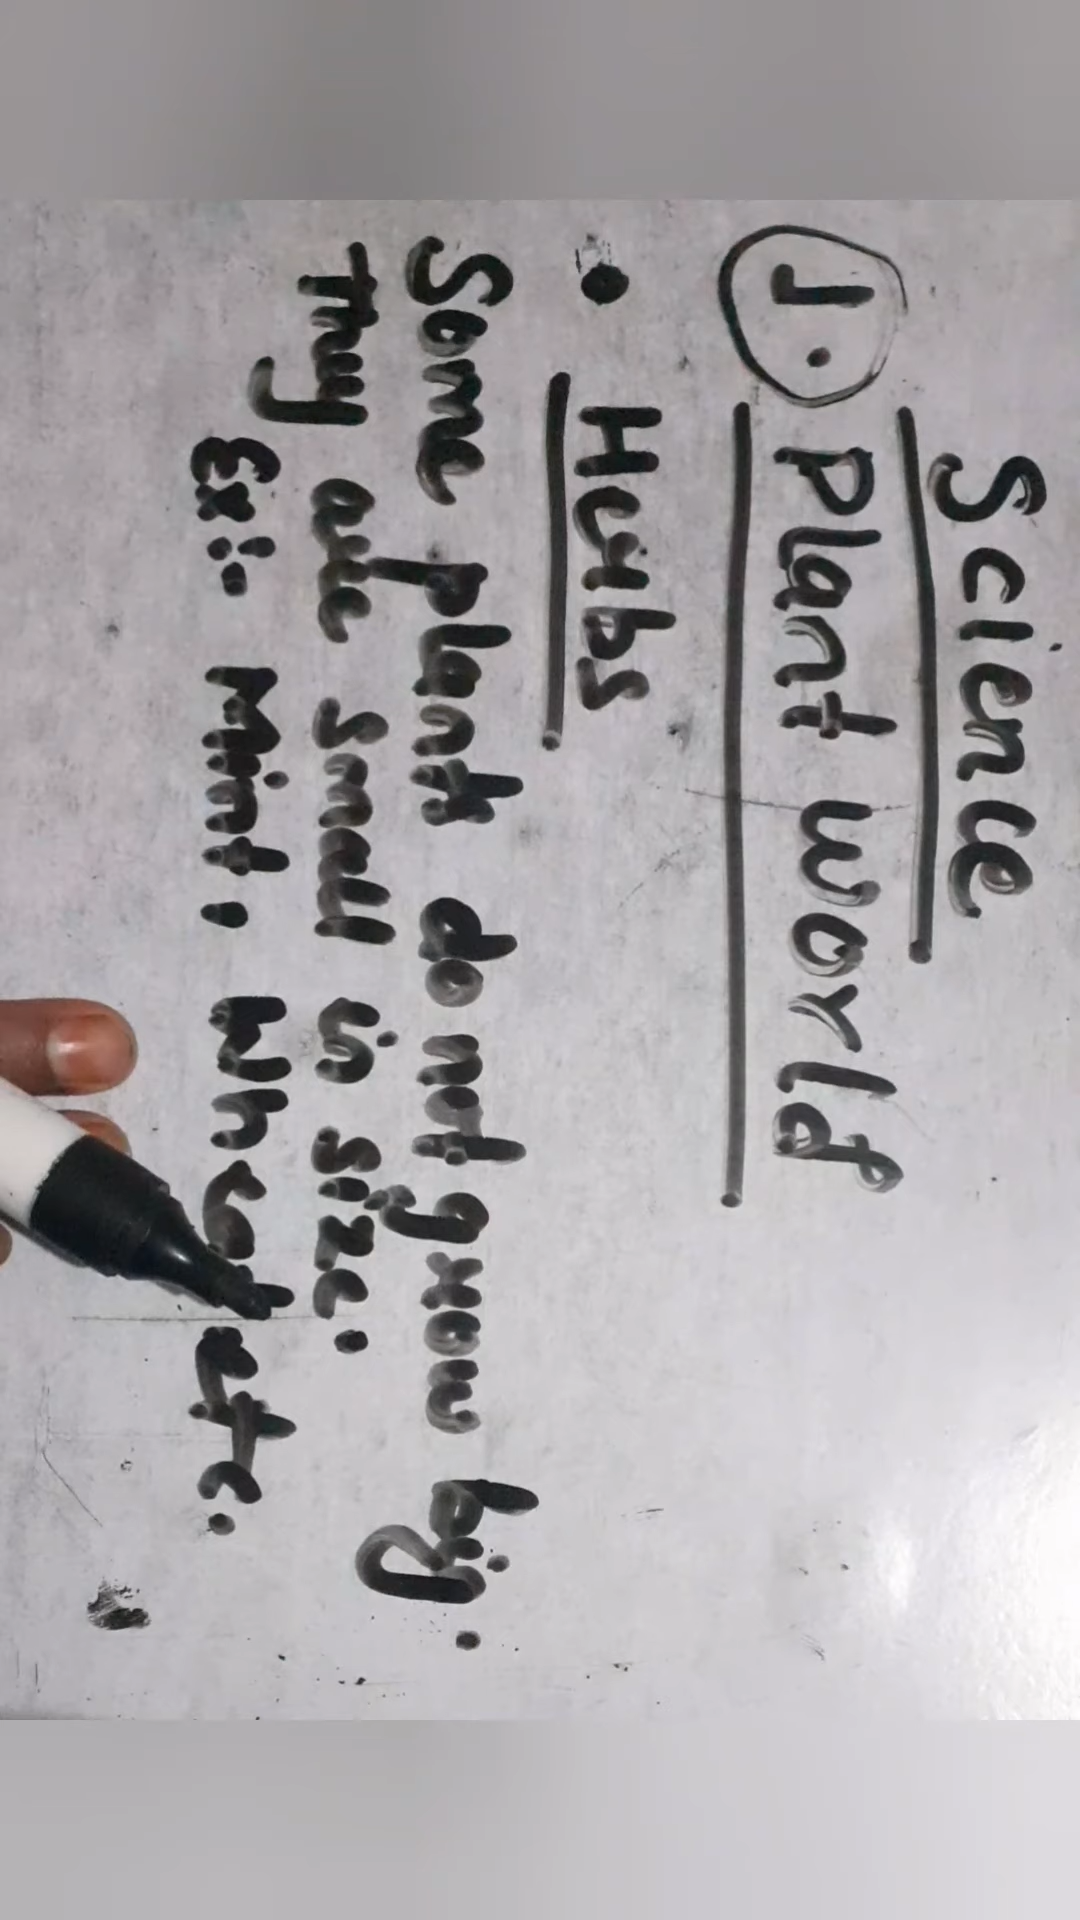 Science
1. Plant world
• Herbs
Some plants do not grow big.
They are small in size.
Ex:- Mint, Wheat etc.